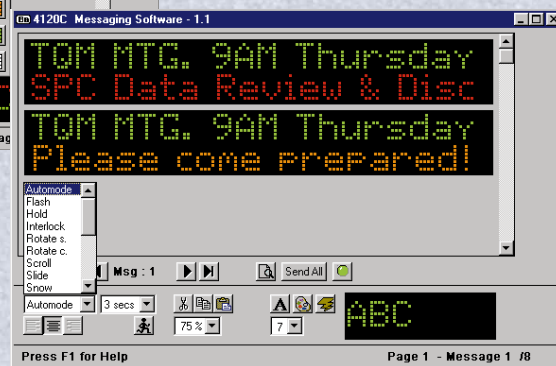 4120C Messaging Software - 1.1
TQM MTG. 9AM Thursday
SPC Data Review & Disc
TQM MTG. 9AM Thursday
Please come prepared!
Automode
Flash
Hold
Interlock
Rotate s.
Rotate c.
Scroll
Slide
Snow
Msg : 1
Send All
Automode 3 secs
A
ABC
75 % 7
Press F1 for Help Page 1 - Message 1 /8